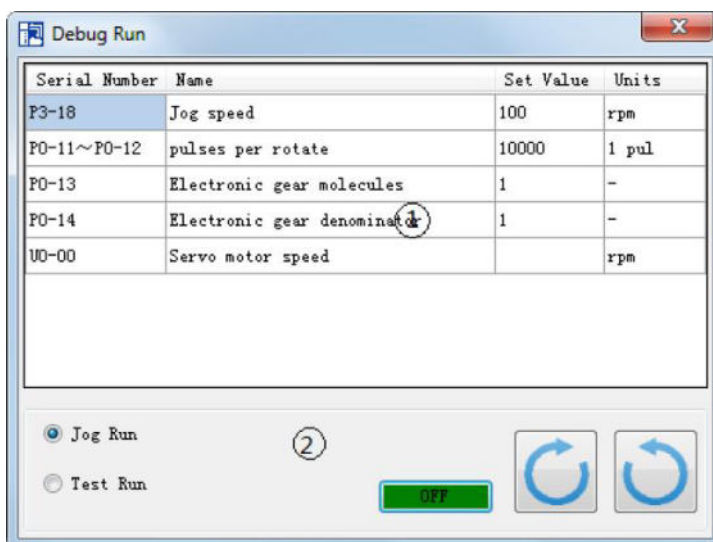 Debug Run
Serial Number Name Set Value Units
P3-18 Jog speed 100 rpm
P0-11~P0-12 pulses per rotate 10000 1 pul
P0-13 Electronic gear molecules 1 -
P0-14 Electronic gear denominator 1 -
①
U0-00 Servo motor speed rpm
Jog Run
②
Test Run
OFF